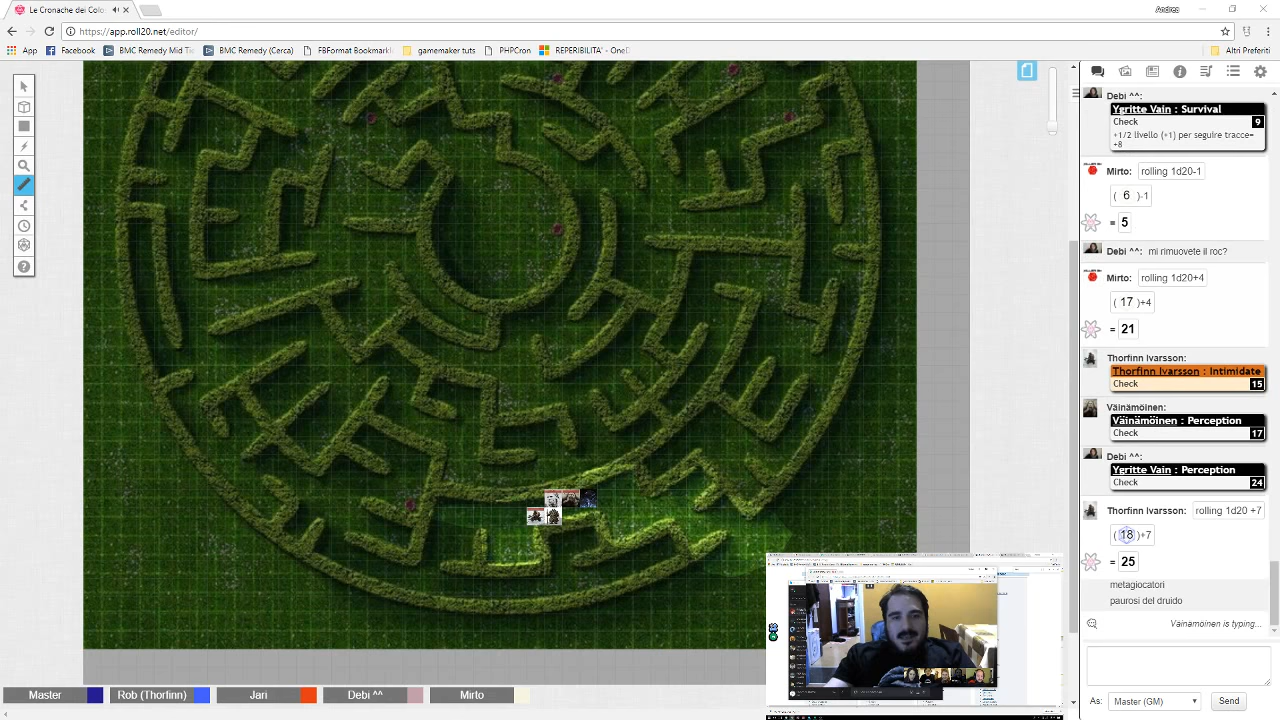 Le Cronache dei Colo
Andrea
https://app.roll20.net/editor/
App
Facebook
BMC Remedy Mid Tie
BMC Remedy (Cerca)
FBFormat Bookmarkl
gamemaker tuts
PHPCron
REPERIBILITA' - OneD
Altri Preferiti
Debi ^^:
Ygritte Vain : Survival
Check 9
+1/2 livello (+1) per seguire tracce=
+8
Mirto: rolling 1d20-1
( 6 )-1
= 5
Debi ^^: mi rimuovete il roc?
Mirto: rolling 1d20+4
( 17 )+4
= 21
Thorfinn Ivarsson:
Thorfinn Ivarsson : Intimidate
Check 15
Väinämöinen:
Väinämöinen : Perception
Check 17
Debi ^^:
Ygritte Vain : Perception
Check 24
Thorfinn Ivarsson: rolling 1d20 +7
( 18 )+7
= 25
metagiocatori
paurosi del druido
Väinämöinen is typing...
As: Master (GM) Send
Master
Rob (Thorfinn)
Jari
Debi ^^
Mirto